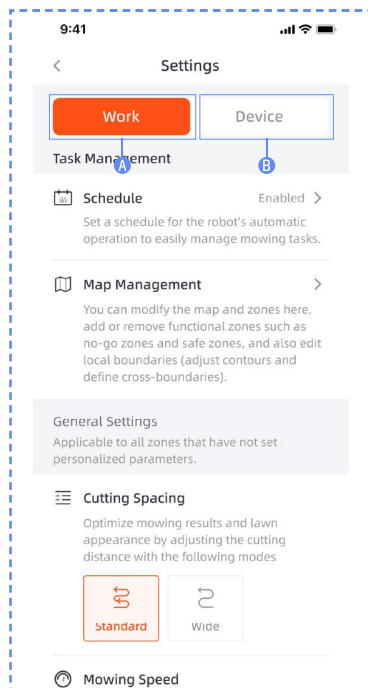 9:41
Settings
Work
Device
A
B
Task Management
Schedule
Enabled
Set a schedule for the robot's automatic
operation to easily manage mowing tasks.
Map Management
You can modify the map and zones here,
add or remove functional zones such as
no-go zones and safe zones, and also edit
local boundaries (adjust contours and
define cross-boundaries).
General Settings
Applicable to all zones that have not set
personalized parameters.
Cutting Spacing
Optimize mowing results and lawn
appearance by adjusting the cutting
distance with the following modes
Standard
Wide
Mowing Speed